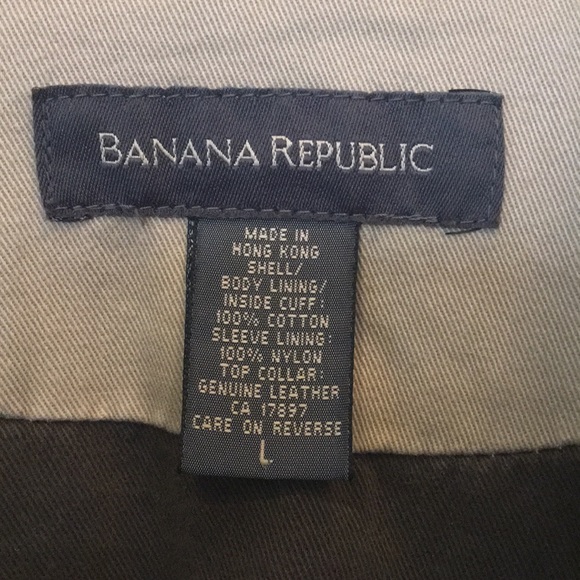 BANANA REPUBLIC
MADE IN
HONG KONG
SHELL/
BODY LINING/
INSIDE CUFF:
100% COTTON
SLEEVE LINING:
100% NYLON
TOP COLLAR:
GENUINE LEATHER
CA 17897
CARE ON REVERSE
L